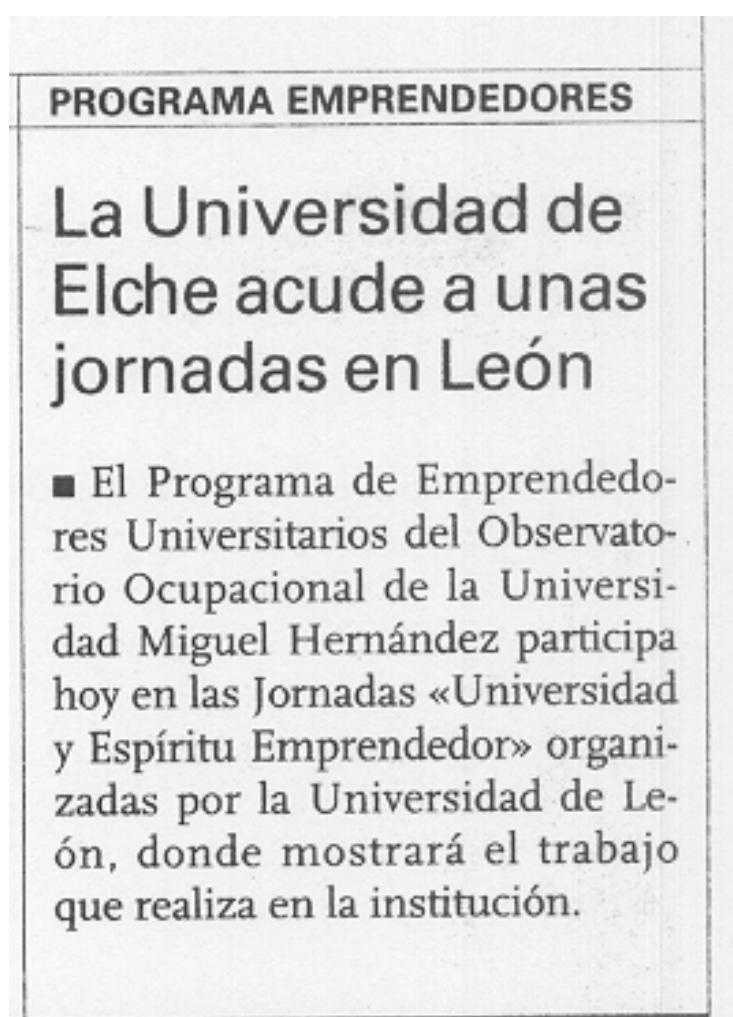 PROGRAMA EMPRENDEDORES
La Universidad de
Elche acude a unas
jornadas en León
■ El Programa de Emprendedo-
res Universitarios del Observato-
rio Ocupacional de la Universi-
dad Miguel Hernández participa
hoy en las Jornadas «Universidad
y Espíritu Emprendedor» organi-
zadas por la Universidad de Le-
ón, donde mostrará el trabajo
que realiza en la institución.